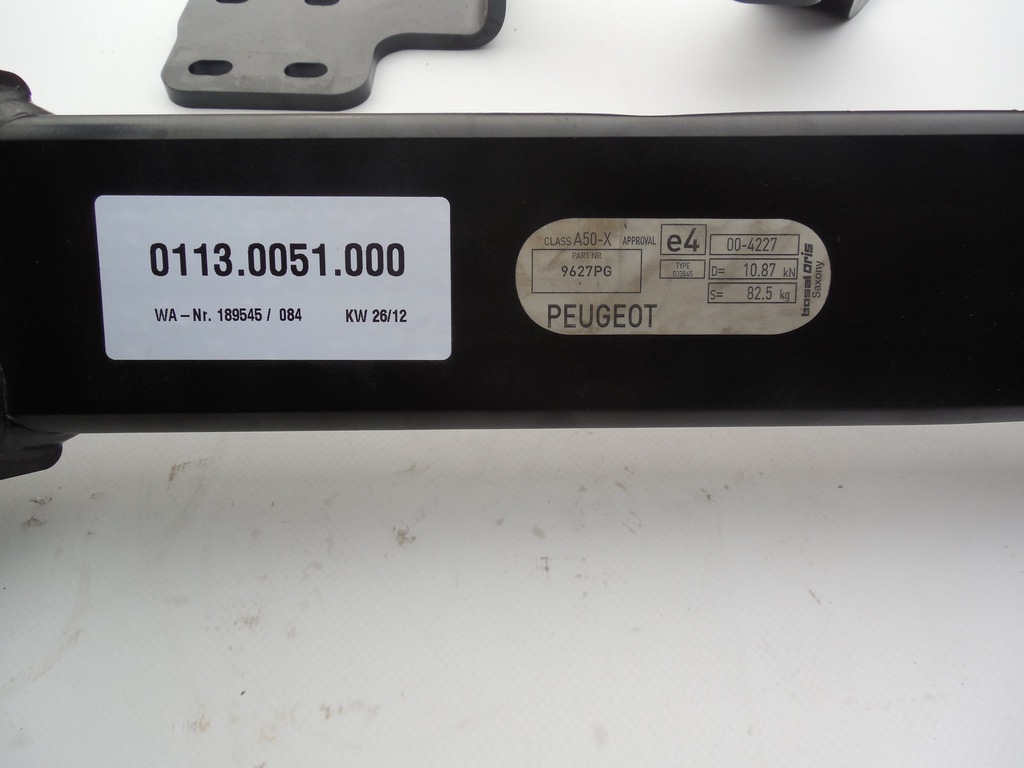 0113.0051.000
WA – Nr. 189545 / 084 KW 26/12
CLASS A50-X APPROVAL e4 00-4227
PART NR
9627PG
TYPE
033845
D= 10.87 kN
S= 82.5 kg
PEUGEOT
bosal oris
Saxony